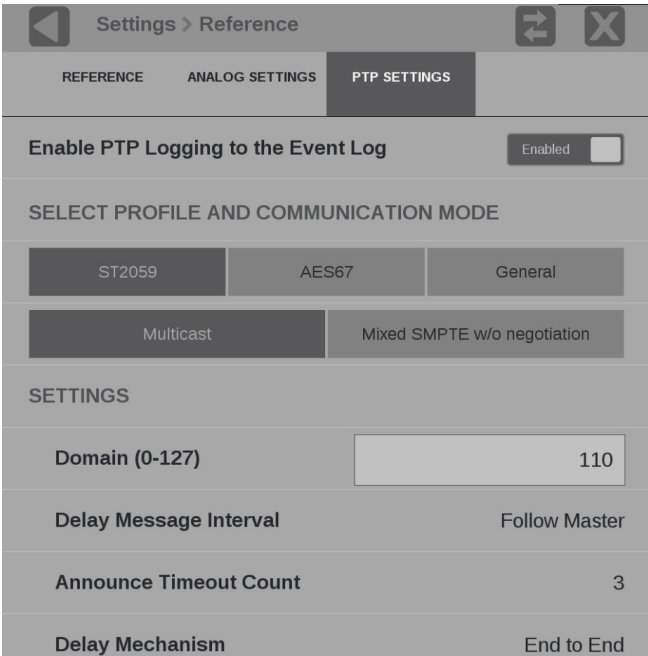 Settings > Reference
REFERENCE ANALOG SETTINGS PTP SETTINGS
Enable PTP Logging to the Event Log Enabled
SELECT PROFILE AND COMMUNICATION MODE
ST2059 AES67 General
Multicast Mixed SMPTE w/o negotiation
SETTINGS
Domain (0-127) 110
Delay Message Interval Follow Master
Announce Timeout Count 3
Delay Mechanism End to End